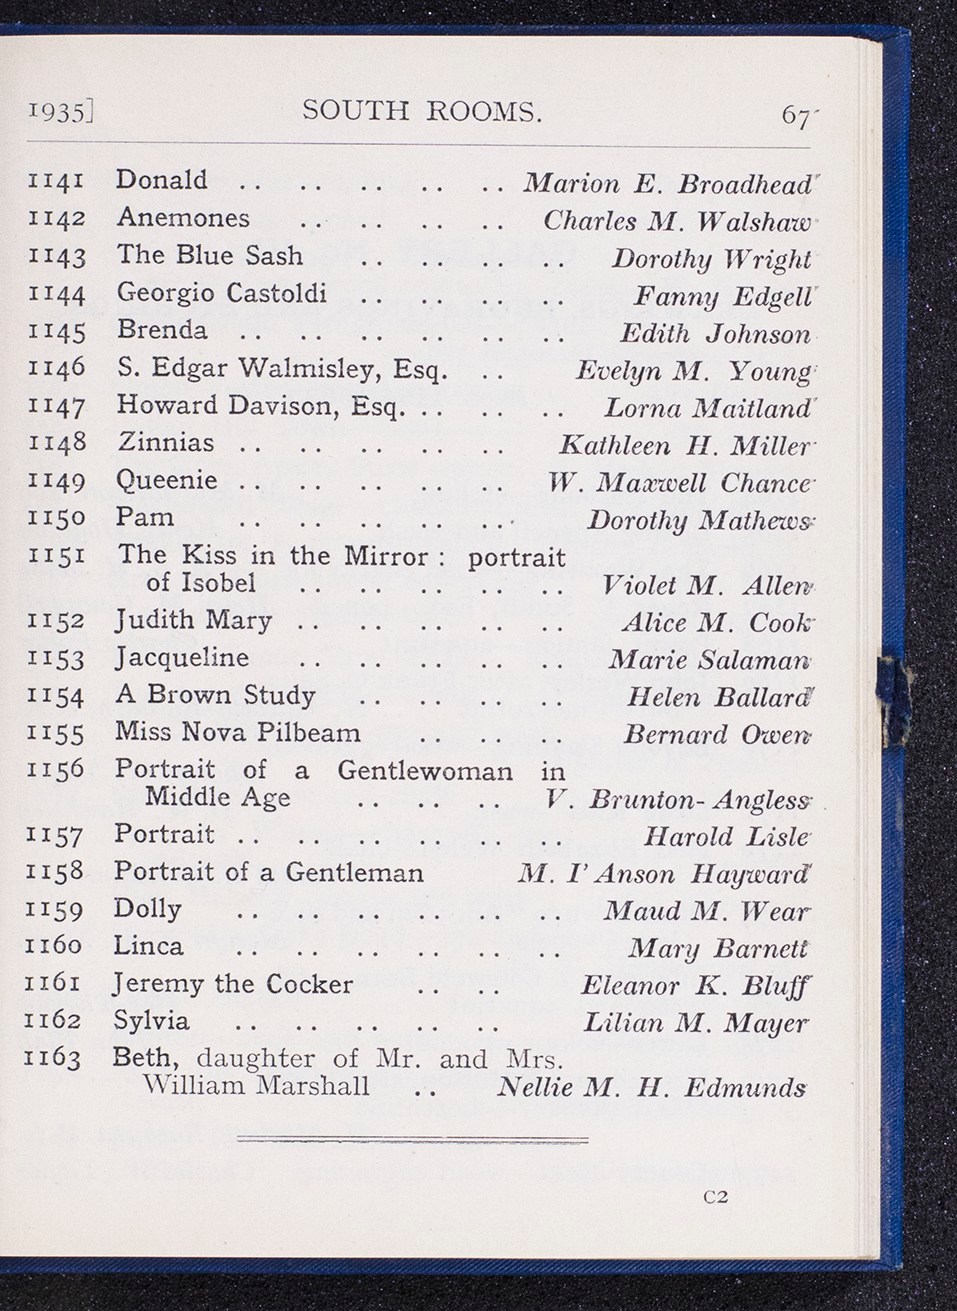 1935] SOUTH ROOMS. 67
1141 Donald .. .. .. .. .. Marion E. Broadhead
1142 Anemones .. .. .. .. Charles M. Walshaw
1143 The Blue Sash .. .. .. .. Dorothy Wright
1144 Georgio Castoldi .. .. .. .. Fanny Edgell
1145 Brenda .. .. .. .. .. .. Edith Johnson
1146 S. Edgar Walmisley, Esq. .. Evelyn M. Young
1147 Howard Davison, Esq. .. .. .. Lorna Maitland
1148 Zinnias .. .. .. .. .. Kathleen H. Miller
1149 Queenie .. .. .. .. .. W. Maxwell Chance
1150 Pam .. .. .. .. .. Dorothy Mathews
1151 The Kiss in the Mirror : portrait
of Isobel .. .. .. .. .. Violet M. Allen
1152 Judith Mary .. .. .. .. .. Alice M. Cook
1153 Jacqueline .. .. .. .. .. Marie Salaman
1154 A Brown Study .. .. .. .. Helen Ballard
1155 Miss Nova Pilbeam .. .. .. Bernard Owen
1156 Portrait of a Gentlewoman in
Middle Age .. .. .. V. Brunton-Angless
1157 Portrait .. .. .. .. .. .. Harold Lisle
1158 Portrait of a Gentleman M. I'Anson Hayward
1159 Dolly .. .. .. .. .. .. Maud M. Wear
1160 Linca .. .. .. .. .. .. Mary Barnett
1161 Jeremy the Cocker .. .. Eleanor K. Bluff
1162 Sylvia .. .. .. .. .. Lilian M. Mayer
1163 Beth, daughter of Mr. and Mrs.
William Marshall .. Nellie M. H. Edmunds
C2